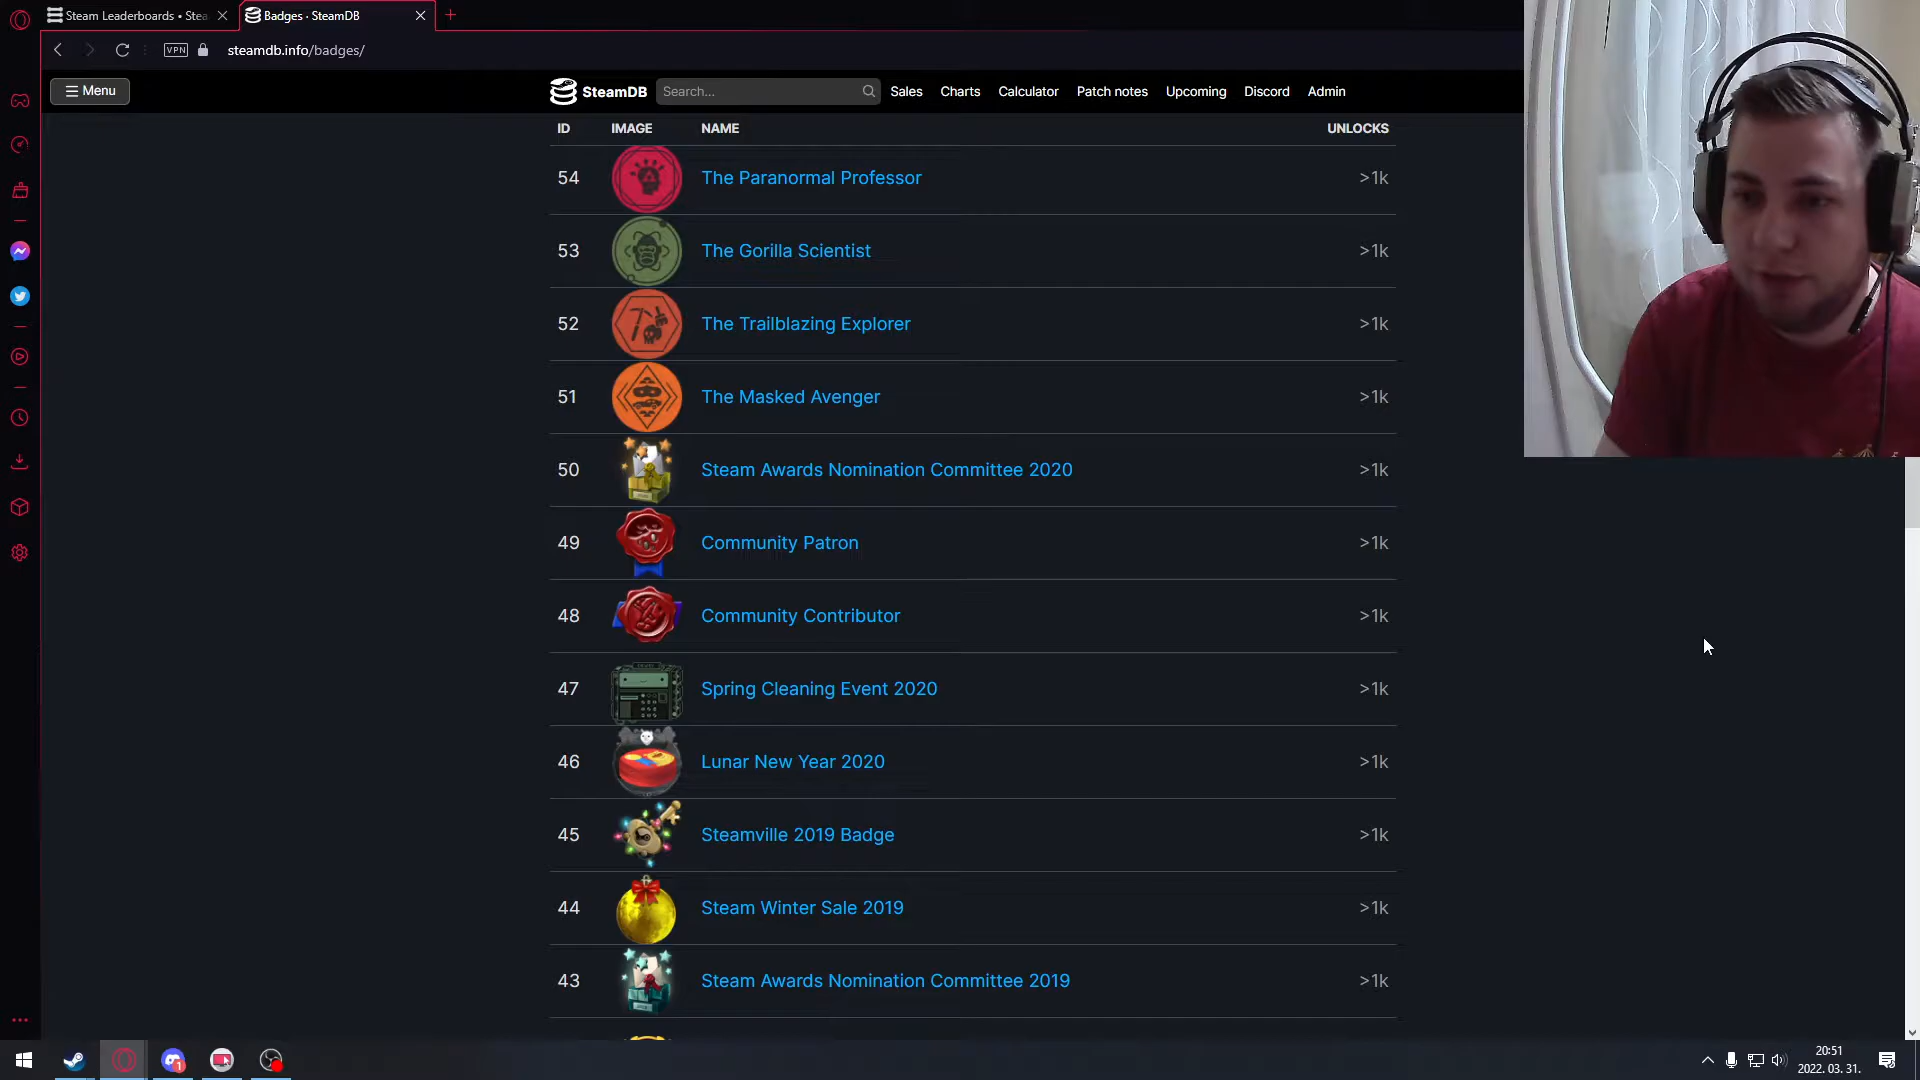 Steam Leaderboards • Stea
Badges · SteamDB
VPN
steamdb.info/badges/
Menu
SteamDB
Search...
Sales
Charts
Calculator
Patch notes
Upcoming
Discord
Admin
ID IMAGE NAME UNLOCKS
54 The Paranormal Professor >1k
53 The Gorilla Scientist >1k
52 The Trailblazing Explorer >1k
51 The Masked Avenger >1k
50 Steam Awards Nomination Committee 2020 >1k
49 Community Patron >1k
48 Community Contributor >1k
47 Spring Cleaning Event 2020 >1k
46 Lunar New Year 2020 >1k
45 Steamville 2019 Badge >1k
44 Steam Winter Sale 2019 >1k
43 Steam Awards Nomination Committee 2019 >1k
1
20:51
2022. 03. 31.